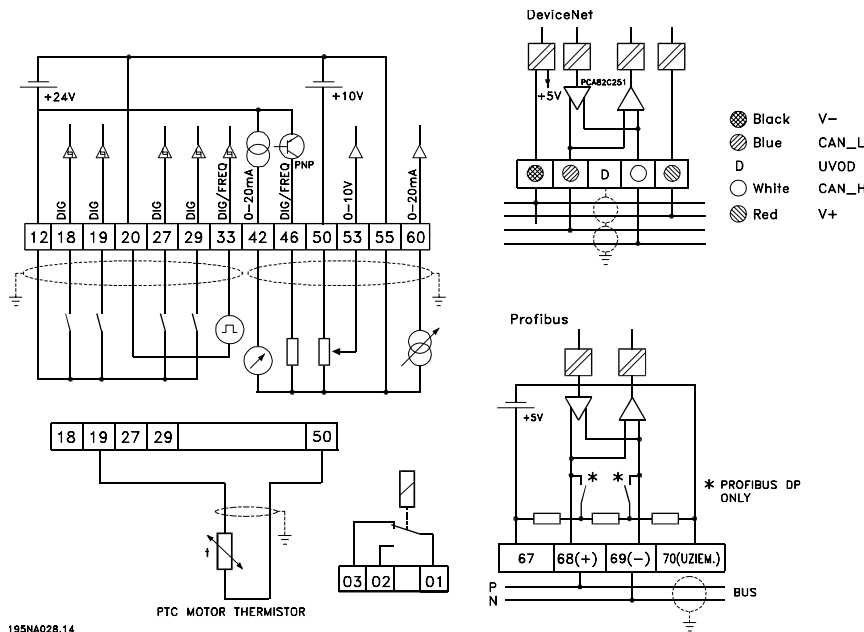 DeviceNet
+24V
+10V
DIG
DIG
DIG
DIG
DIG/FREQ
0-20mA
DIG/FREQ
PNP
0-10V
0-20mA
12 18 19 20 27 29 33 42 46 50 53 55 60
+5V
PCA82C251
D
Black V-
Blue CAN_L
D UVOD
White CAN_H
Red V+
18 19 27 29 50
t
PTC MOTOR THERMISTOR
03 02 01
Profibus
+5V
* *
* PROFIBUS DP
ONLY
67 68(+) 69(-) 70(UZIEM.)
P
N
BUS
195NA028.14